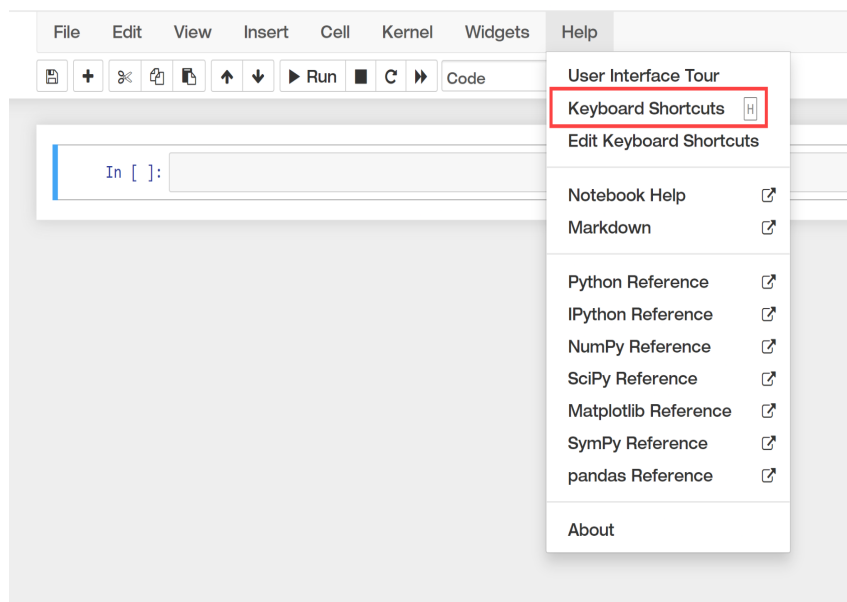 File Edit View Insert Cell Kernel Widgets Help
Run Code
User Interface Tour
Keyboard Shortcuts H
Edit Keyboard Shortcuts
In [ ]:
Notebook Help
Markdown
Python Reference
IPython Reference
NumPy Reference
SciPy Reference
Matplotlib Reference
SymPy Reference
pandas Reference
About